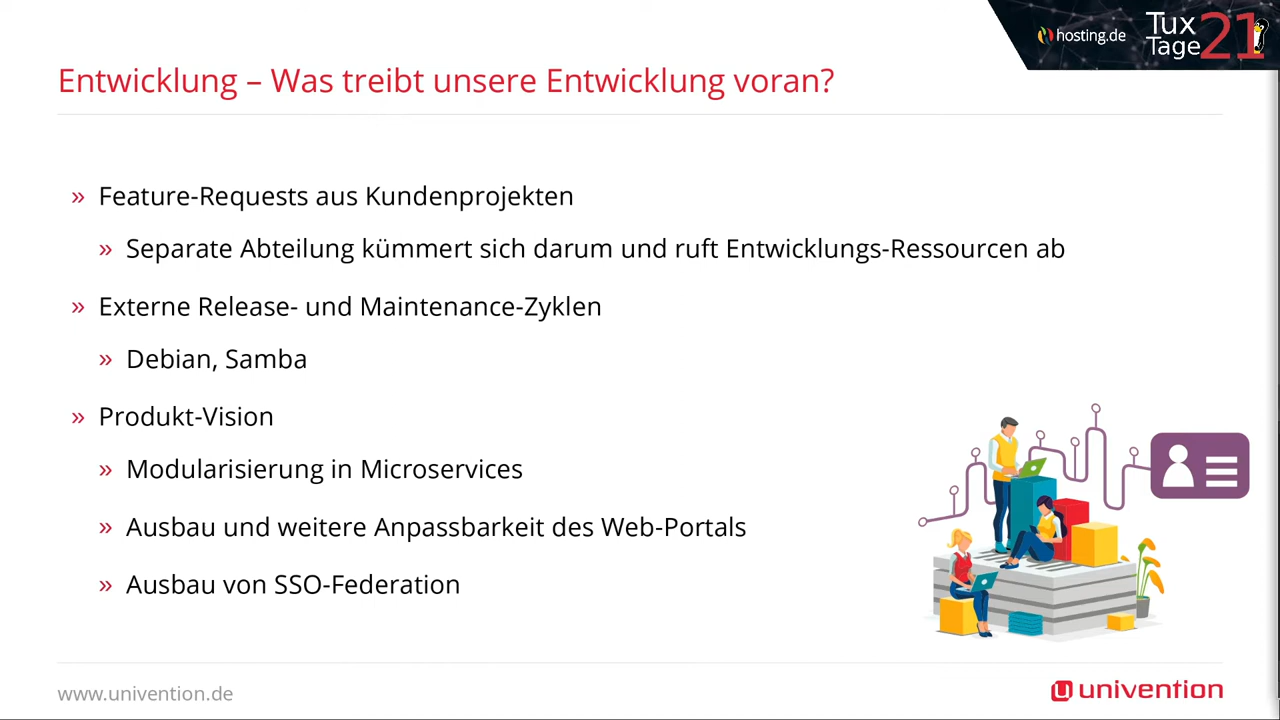 hosting.de
Tux
Tage 21
Entwicklung – Was treibt unsere Entwicklung voran?
» Feature-Requests aus Kundenprojekten
» Separate Abteilung kümmert sich darum und ruft Entwicklungs-Ressourcen ab
» Externe Release- und Maintenance-Zyklen
» Debian, Samba
» Produkt-Vision
» Modularisierung in Microservices
» Ausbau und weitere Anpassbarkeit des Web-Portals
» Ausbau von SSO-Federation
www.univention.de
univention